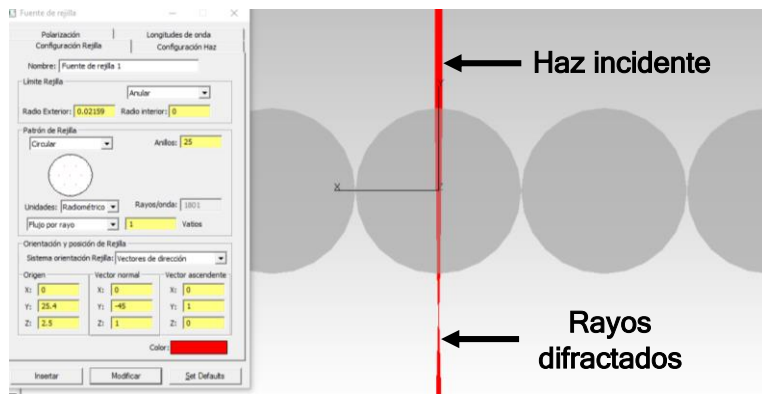 Fuente de rejilla
Polarización
Longitudes de onda
Configuración Rejilla
Configuración Haz
Nombre: Fuente de rejilla 1
Límite Rejilla
Anular
Radio Exterior: 0.02159 Radio interior: 0
Patrón de Rejilla
Circular
Anillos: 25
Unidades: Radiométrico
Rayos/onda: 1801
Flujo por rayo
1 Vatios
Orientación y posición de Rejilla
Sistema orientación Rejilla: Vectores de dirección
Origen Vector normal Vector ascendente
X: 0 X: 0 X: 0
Y: 25.4 Y: -45 Y: 1
Z: 2.5 Z: 1 Z: 0
Color:
Insertar Modificar Set Defaults
Haz incidente
Y
X
Z
Rayos
difractados